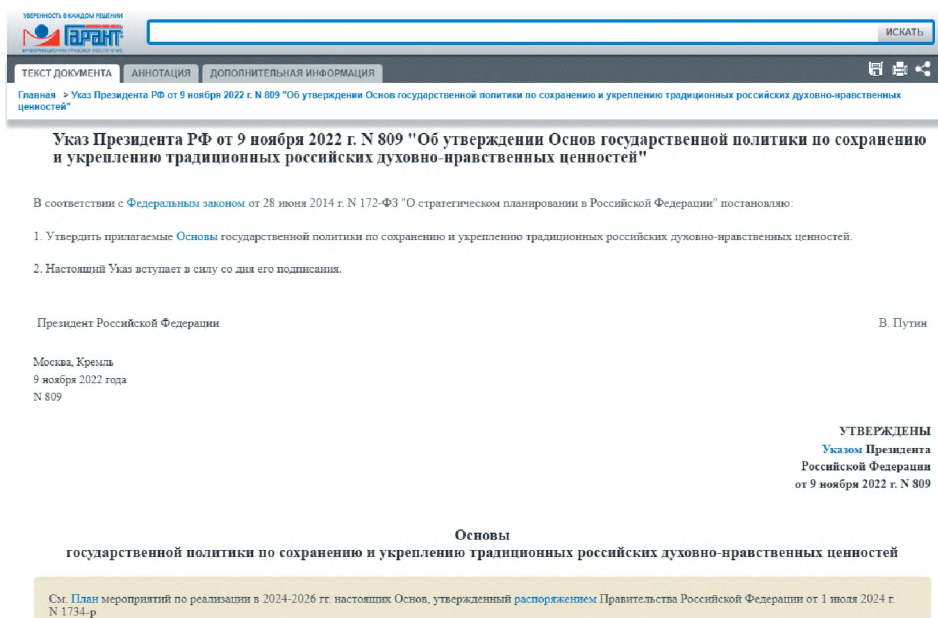 УВЕРЕННОСТЬ В КАЖДОМ РЕШЕНИИ
ГАРАНТ
ИНФОРМАЦИОННО-ПРАВОВОЕ ОБЕСПЕЧЕНИЕ
ИСКАТЬ
ТЕКСТ ДОКУМЕНТА АННОТАЦИЯ ДОПОЛНИТЕЛЬНАЯ ИНФОРМАЦИЯ
Главная > Указ Президента РФ от 9 ноября 2022 г. N 809 "Об утверждении Основ государственной политики по сохранению и укреплению традиционных российских духовно-нравственных
ценностей"
Указ Президента РФ от 9 ноября 2022 г. N 809 "Об утверждении Основ государственной политики по сохранению
и укреплению традиционных российских духовно-нравственных ценностей"
В соответствии с Федеральным законом от 28 июня 2014 г. N 172-ФЗ "О стратегическом планировании в Российской Федерации" постановляю:
1. Утвердить прилагаемые Основы государственной политики по сохранению и укреплению традиционных российских духовно-нравственных ценностей.
2. Настоящий Указ вступает в силу со дня его подписания.
Президент Российской Федерации В. Путин
Москва, Кремль
9 ноября 2022 года
N 809
УТВЕРЖДЕНЫ
Указом Президента
Российской Федерации
от 9 ноября 2022 г. N 809
Основы
государственной политики по сохранению и укреплению традиционных российских духовно-нравственных ценностей
См. План мероприятий по реализации в 2024-2026 гг. настоящих Основ, утвержденный распоряжением Правительства Российской Федерации от 1 июля 2024 г.
N 1734-р